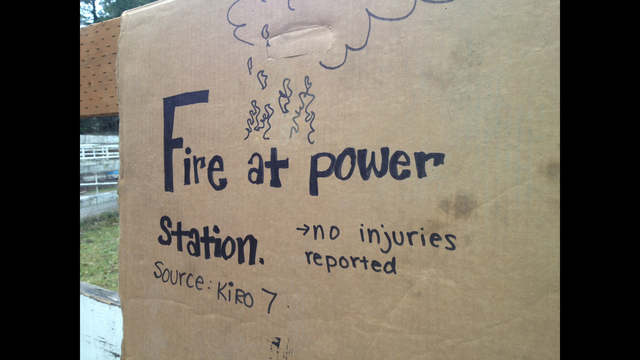 Fire at power
station.
→no injuries
reported
Source: KIRO 7